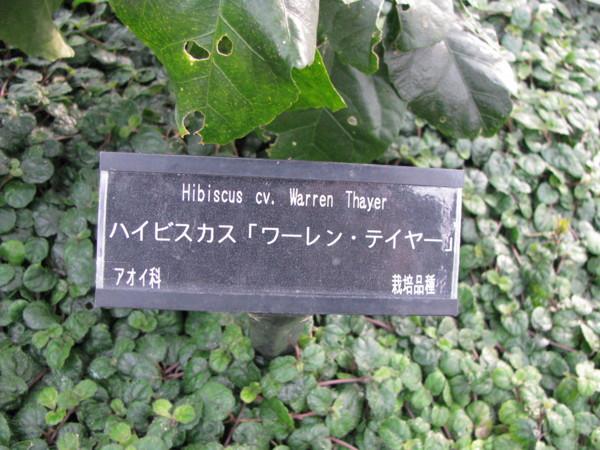 Hibiscus cv. Warren Thayer
ハイビスカス「ワーレン・テイヤー」
アオイ科 栽培品種